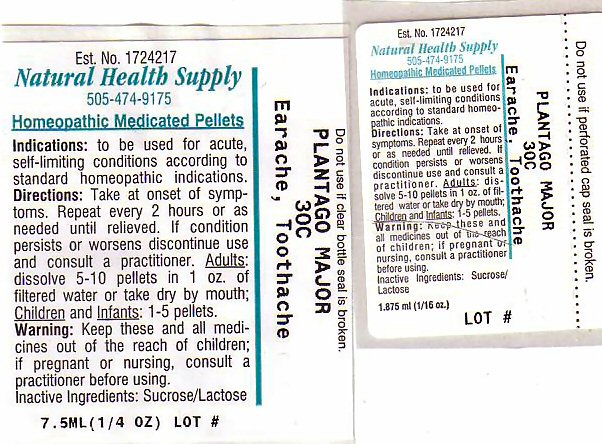 Est. No. 1724217
Natural Health Supply
505-474-9175
Homeopathic Medicated Pellets
Indications: to be used for acute,
self-limiting conditions according to
standard homeopathic indications.
Directions: Take at onset of symp-
toms. Repeat every 2 hours or as
needed until relieved. If condition
persists or worsens discontinue use
and consult a practitioner. Adults:
dissolve 5-10 pellets in 1 oz. of
filtered water or take dry by mouth;
Children and Infants: 1-5 pellets.
Warning: Keep these and all medi-
cines out of the reach of children;
if pregnant or nursing, consult a
practitioner before using.
Inactive Ingredients: Sucrose/Lactose
7.5ML(1/4 OZ) LOT #
Do not use if clear bottle seal is broken.
PLANTAGO MAJOR
30C
Earache, Toothache
Est. No. 1724217
Natural Health Supply
505-474-9175
Homeopathic Medicated Pellets
Indications: to be used for
acute, self-limiting conditions
according to standard homeo-
pathic indications.
Directions: Take at onset of
symptoms. Repeat every 2 hours
or as needed until relieved. If
condition persists or worsens
discontinue use and consult a
practitioner. Adults: dis-
solve 5-10 pellets in 1 oz. of fil-
tered water or take dry by mouth;
Children and Infants: 1-5 pellets.
Warning: Keep these and
all medicines out of the reach
of children; if pregnant or
nursing, consult a practitioner
before using.
Inactive Ingredients: Sucrose/
Lactose
1.875 ml (1/16 oz.)
LOT #
Do not use if perforated cap seal is broken.
PLANTAGO MAJOR
30C
Earache, Toothache